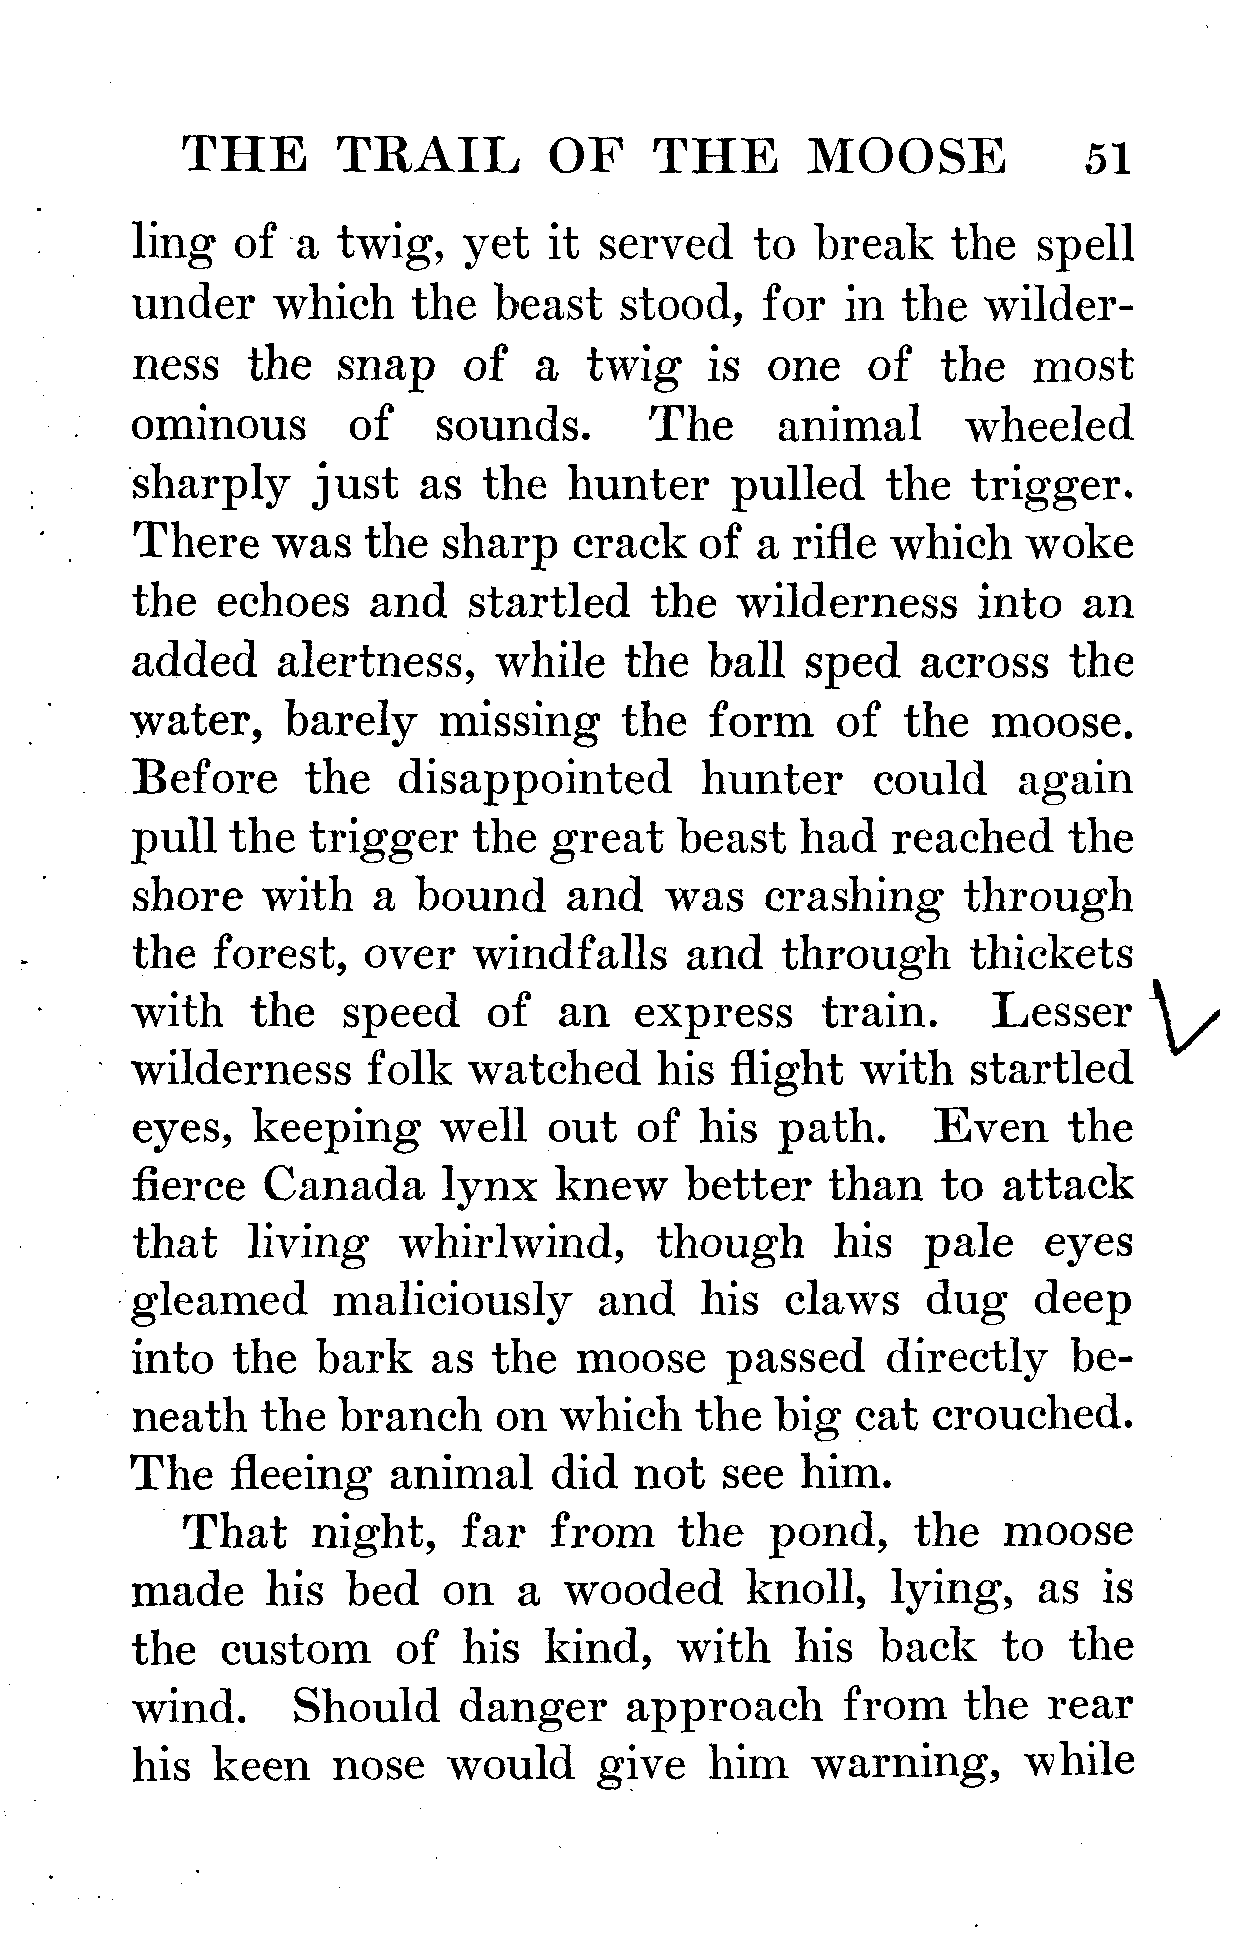 THE TRAIL OF THE MOOSE 51
ling of a twig, yet it served to break the spell
under which the beast stood, for in the wilder-
ness the snap of a twig is one of the most
ominous of sounds. The animal wheeled
sharply just as the hunter pulled the trigger.
There was the sharp crack of a rifle which woke
the echoes and startled the wilderness into an
added alertness, while the ball sped across the
water, barely missing the form of the moose.
Before the disappointed hunter could again
pull the trigger the great beast had reached the
shore with a bound and was crashing through
the forest, over windfalls and through thickets
with the speed of an express train. Lesser
wilderness folk watched his flight with startled
eyes, keeping well out of his path. Even the
fierce Canada lynx knew better than to attack
that living whirlwind, though his pale eyes
gleamed maliciously and his claws dug deep
into the bark as the moose passed directly be-
neath the branch on which the big cat crouched.
The fleeing animal did not see him.
That night, far from the pond, the moose
made his bed on a wooded knoll, lying, as is
the custom of his kind, with his back to the
wind. Should danger approach from the rear
his keen nose would give him warning, while